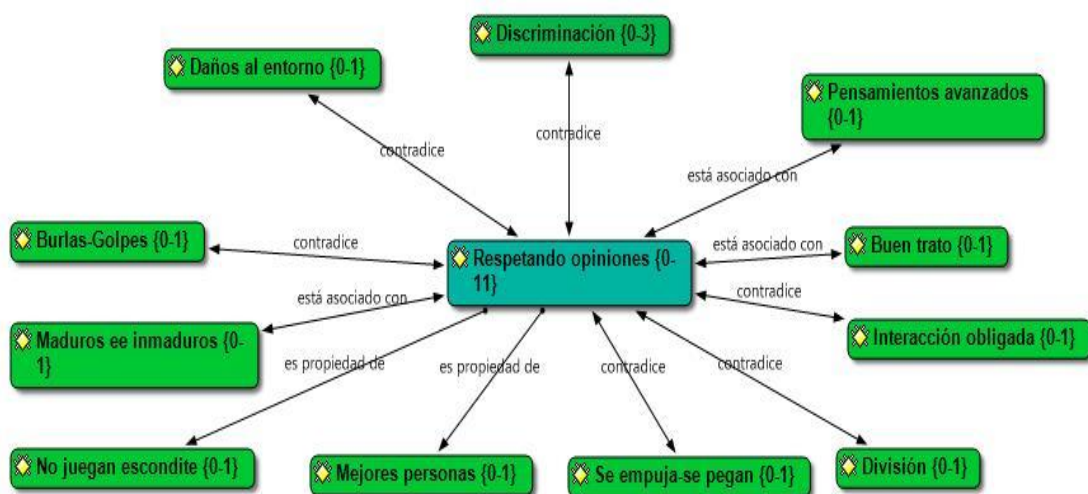 Discriminación {0-3}
Daños al entorno {0-1}
Pensamientos avanzados
{0-1}
contradice
contradice
está asociado con
Burlas-Golpes {0-1}
contradice
Respetando opiniones {0-
11}
está asociado con
Buen trato {0-1}
contradice
está asociado con
Maduros ee inmaduros {0-
1}
Interacción obligada {0-1}
es propiedad de
es propiedad de
contradice
contradice
No juegan escondite {0-1}
Mejores personas {0-1}
Se empuja-se pegan {0-1}
División {0-1}